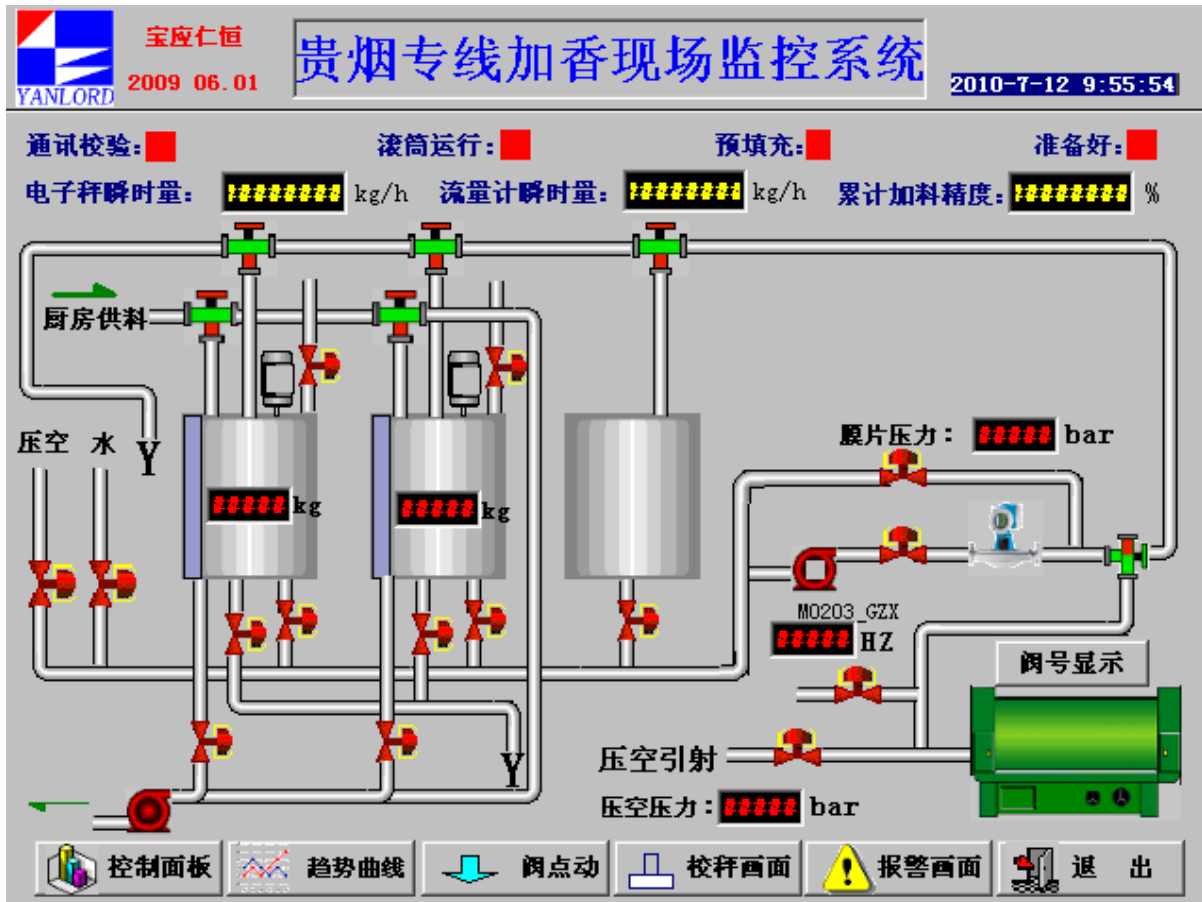 宝应仁恒
贵烟专线加香现场监控系统
YANLORD
2009 06.01
2010-7-12 9:55:54
通讯校验:
滚筒运行:
预填充:
准备好:
电子秤瞬时量: ######## kg/h
流量计瞬时量: ######## kg/h
累计加料精度: ######## %
厨房供料
压空 水
Y
膜片压力: ##### bar
##### kg
##### kg
M0203_GZX
##### HZ
阀号显示
压空引射
Y
压空压力: ##### bar
控制面板
趋势曲线
阀点动
校秤画面
报警画面
退 出